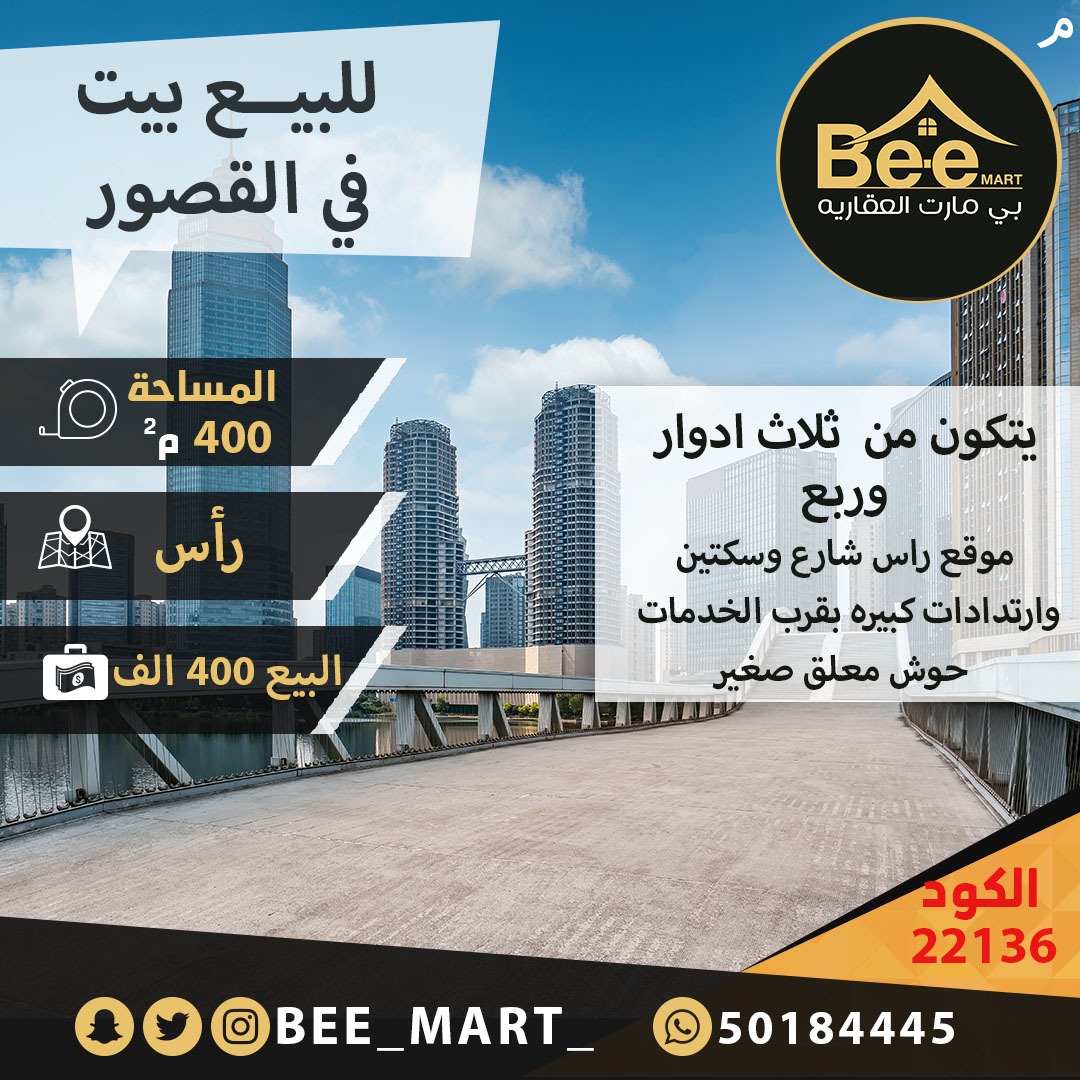 م
للبيـــع بيت
في القصور
Be-e MART
بي مارت العقاريه
المساحة
400 م²
رأس
البيع 400 الف
يتكون من ثلاث ادوار
وربع
موقع راس شارع وسكتين
وارتدادات كبيره بقرب الخدمات
حوش معلق صغير
الكود
22136
BEE_MART_
50184445